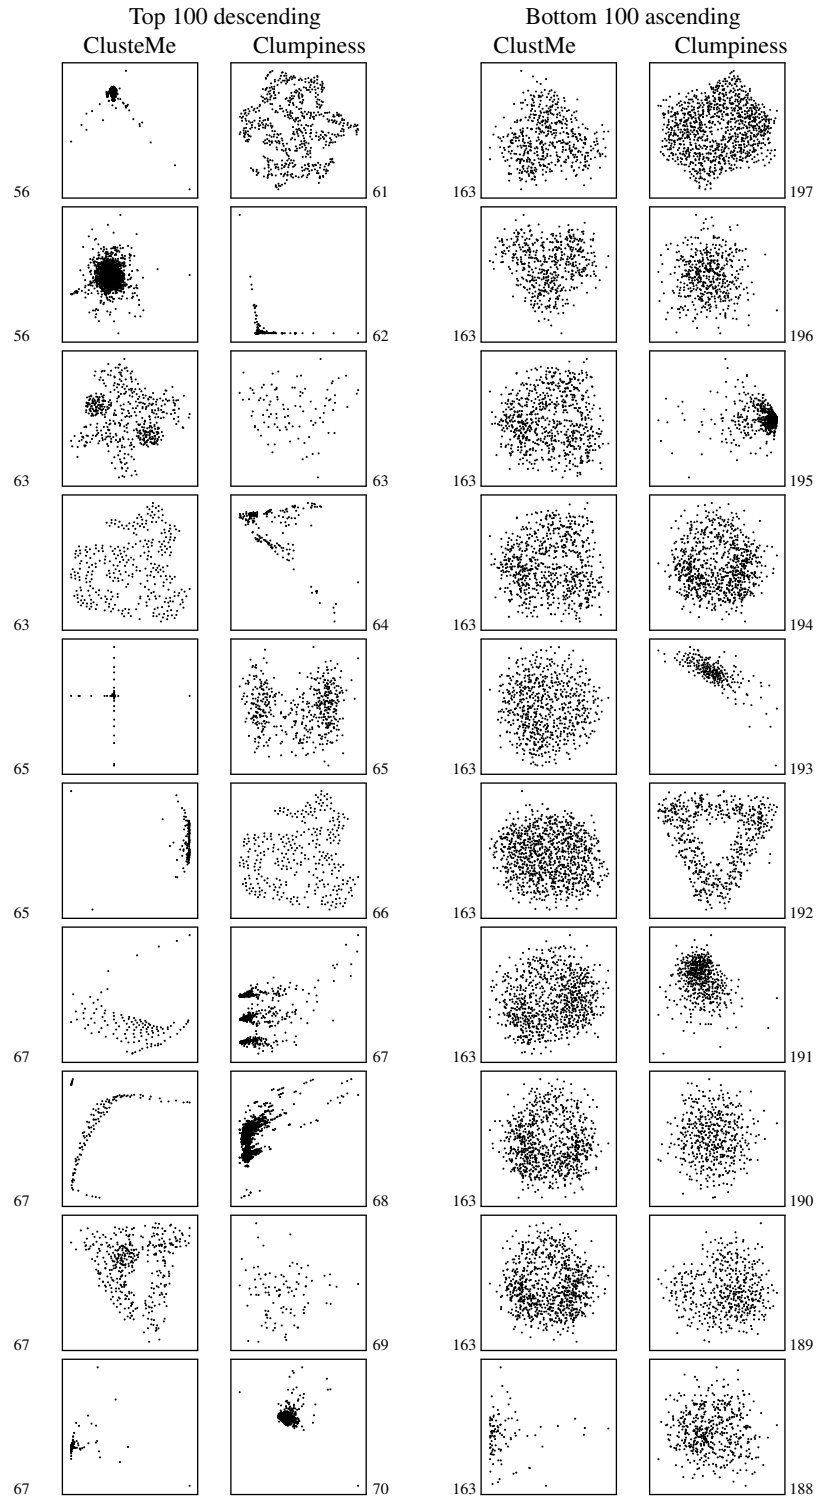 Top 100 descending Bottom 100 ascending
ClusteMe Clumpiness ClustMe Clumpiness
56 61 163 197
56 62 163 196
63 63 163 195
63 64 163 194
65 65 163 193
65 66 163 192
67 67 163 191
67 68 163 190
67 69 163 189
67 70 163 188